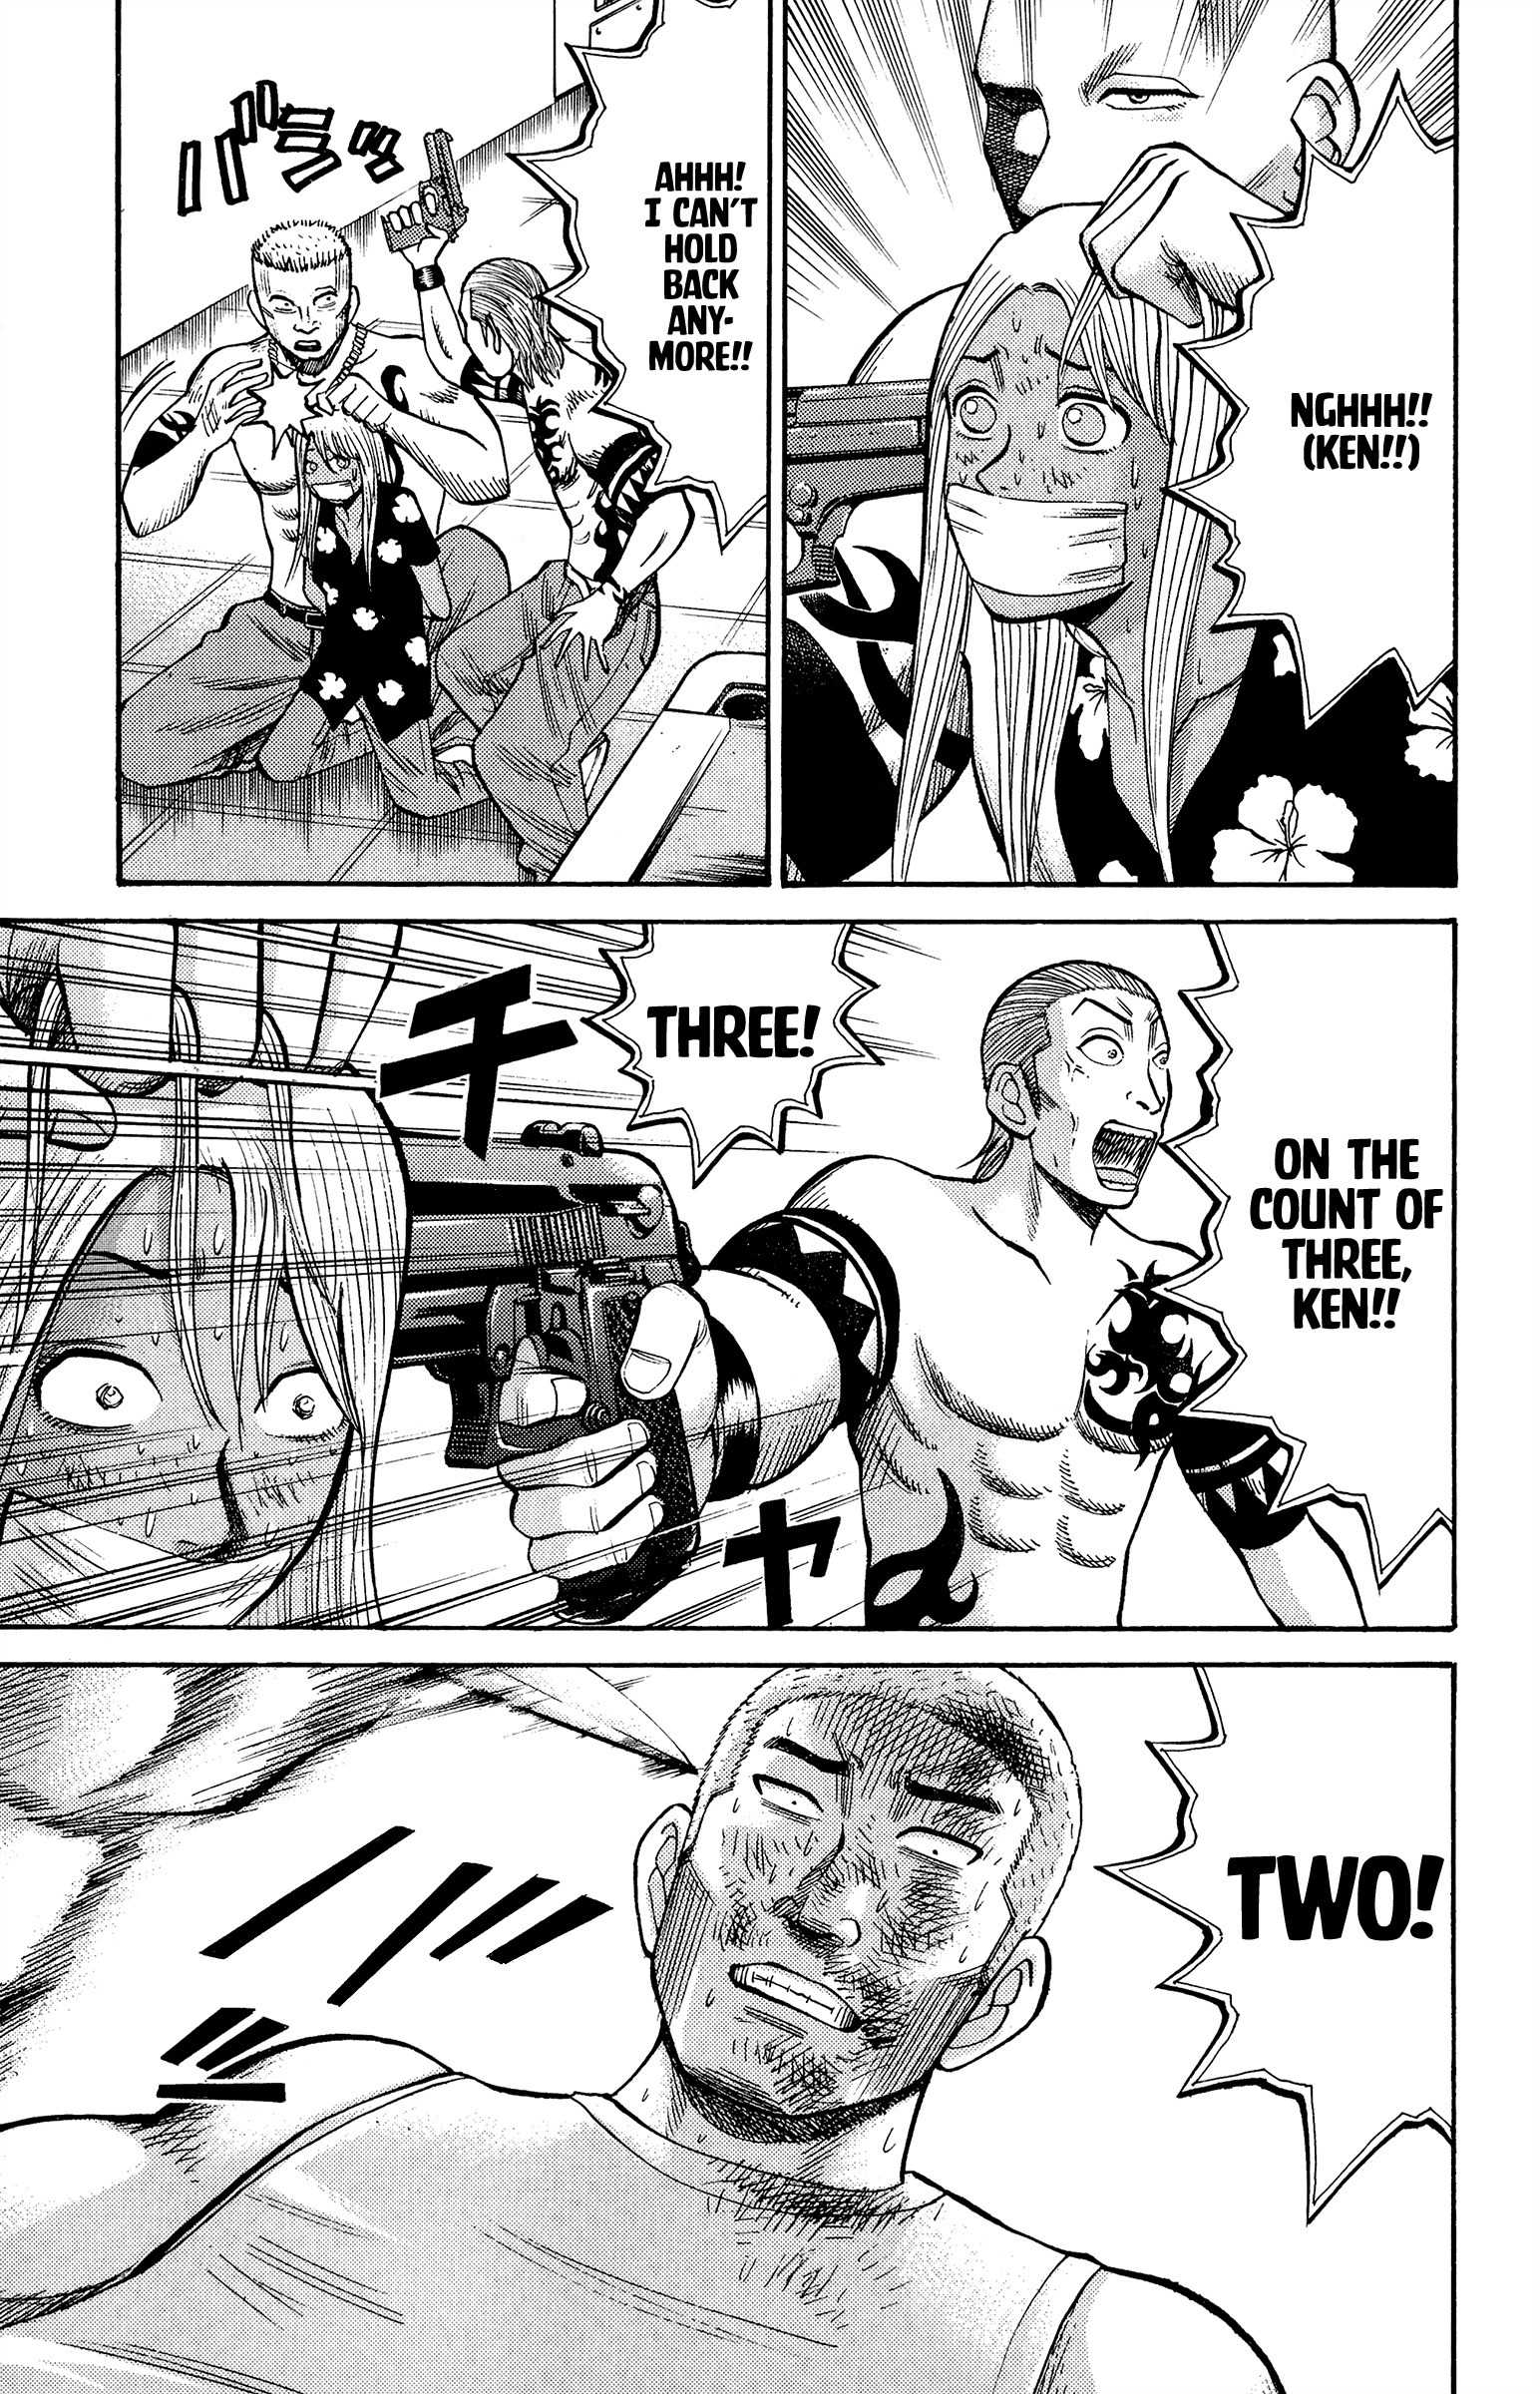 NGHHH!!
(KEN!!)
AHHH!
I CAN'T
HOLD
BACK
ANY-
MORE!!
バラッ
ON THE
COUNT OF
THREE,
KEN!!
THREE!
チ
ャ
TWO!